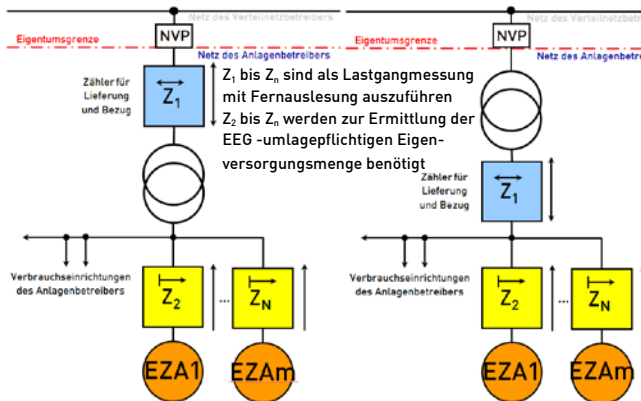 Netz des Verteilnetzbetreibers
NVP
Eigentumsgrenze
Netz des Anlagenbetreibers
Zähler für
Lieferung
und Bezug
Z1
Z1 bis Zn sind als Lastgangmessung
mit Fernauslesung auszuführen
Z2 bis Zn werden zur Ermittlung der
EEG -umlagepflichtigen Eigen-
versorgungsmenge benötigt
Verbrauchseinrichtungen
des Anlagenbetreibers
Z2
...
ZN
EZA1
EZAm
Netz des Verteilnetzbetreibers
NVP
Eigentumsgrenze
Netz des Anlagenbe
Zähler für
Lieferung
und Bezug
Z1
Verbrauchseinrichtungen
des Anlagenbetreibers
Z2
...
ZN
EZA1
EZAm